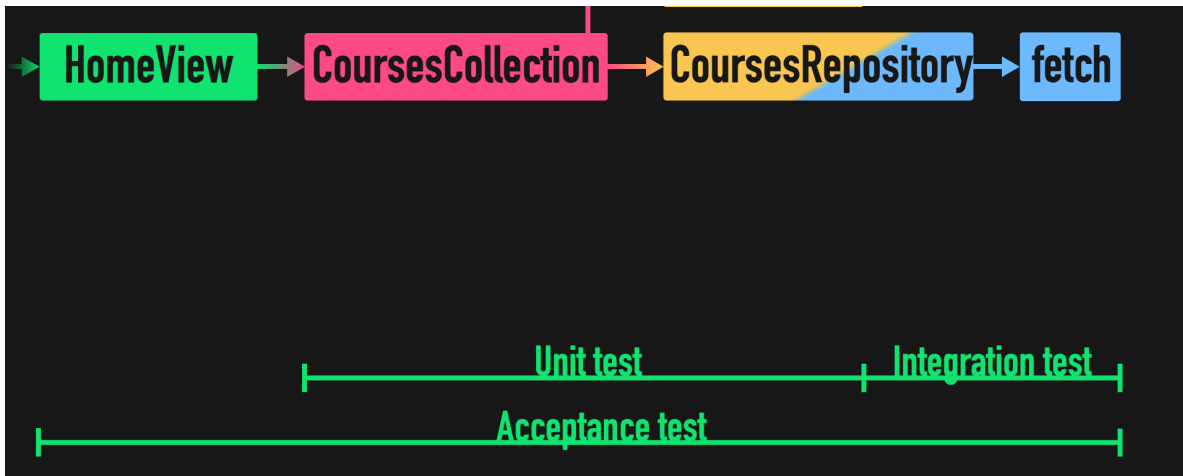 HomeView
CoursesCollection
CoursesRepository
fetch
Unit test
Integration test
Acceptance test